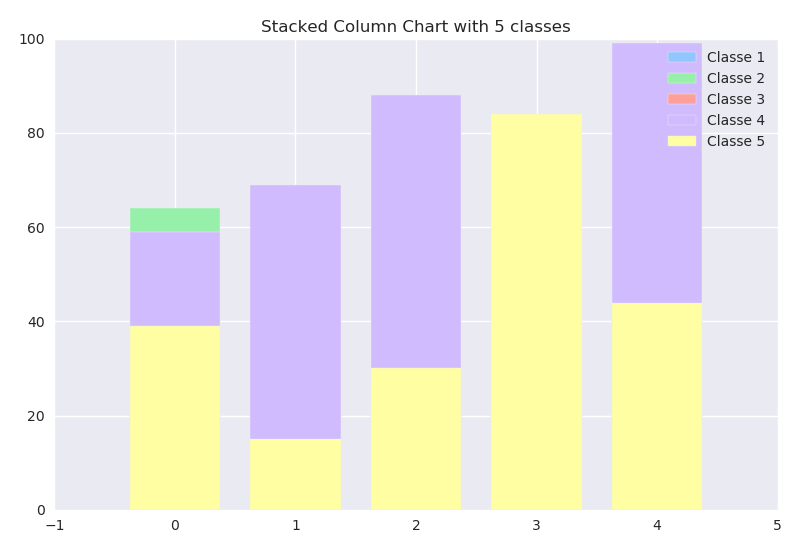 Stacked Column Chart with 5 classes
100
80
60
40
20
0
Classe 1
Classe 2
Classe 3
Classe 4
Classe 5
−1 0 1 2 3 4 5